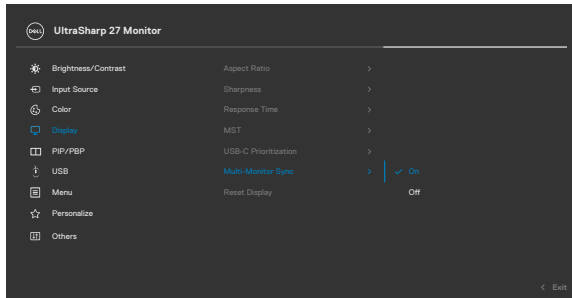 DELL UltraSharp 27 Monitor
Brightness/Contrast
Input Source
Color
Display
PIP/PBP
USB
Menu
Personalize
Others
Aspect Ratio
Sharpness
Response Time
MST
USB-C Prioritization
Multi-Monitor Sync
Reset Display
On
Off
Exit